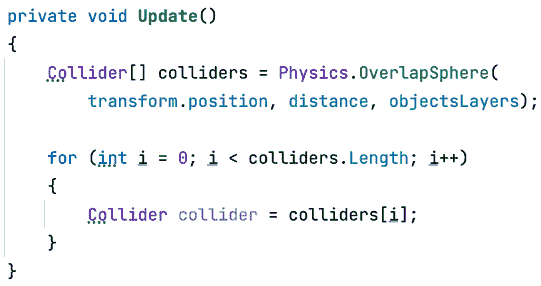 private void Update()
{
Collider[] colliders = Physics.OverlapSphere(
transform.position, distance, objectsLayers);
for (int i = 0; i < colliders.Length; i++)
{
Collider collider = colliders[i];
}
}